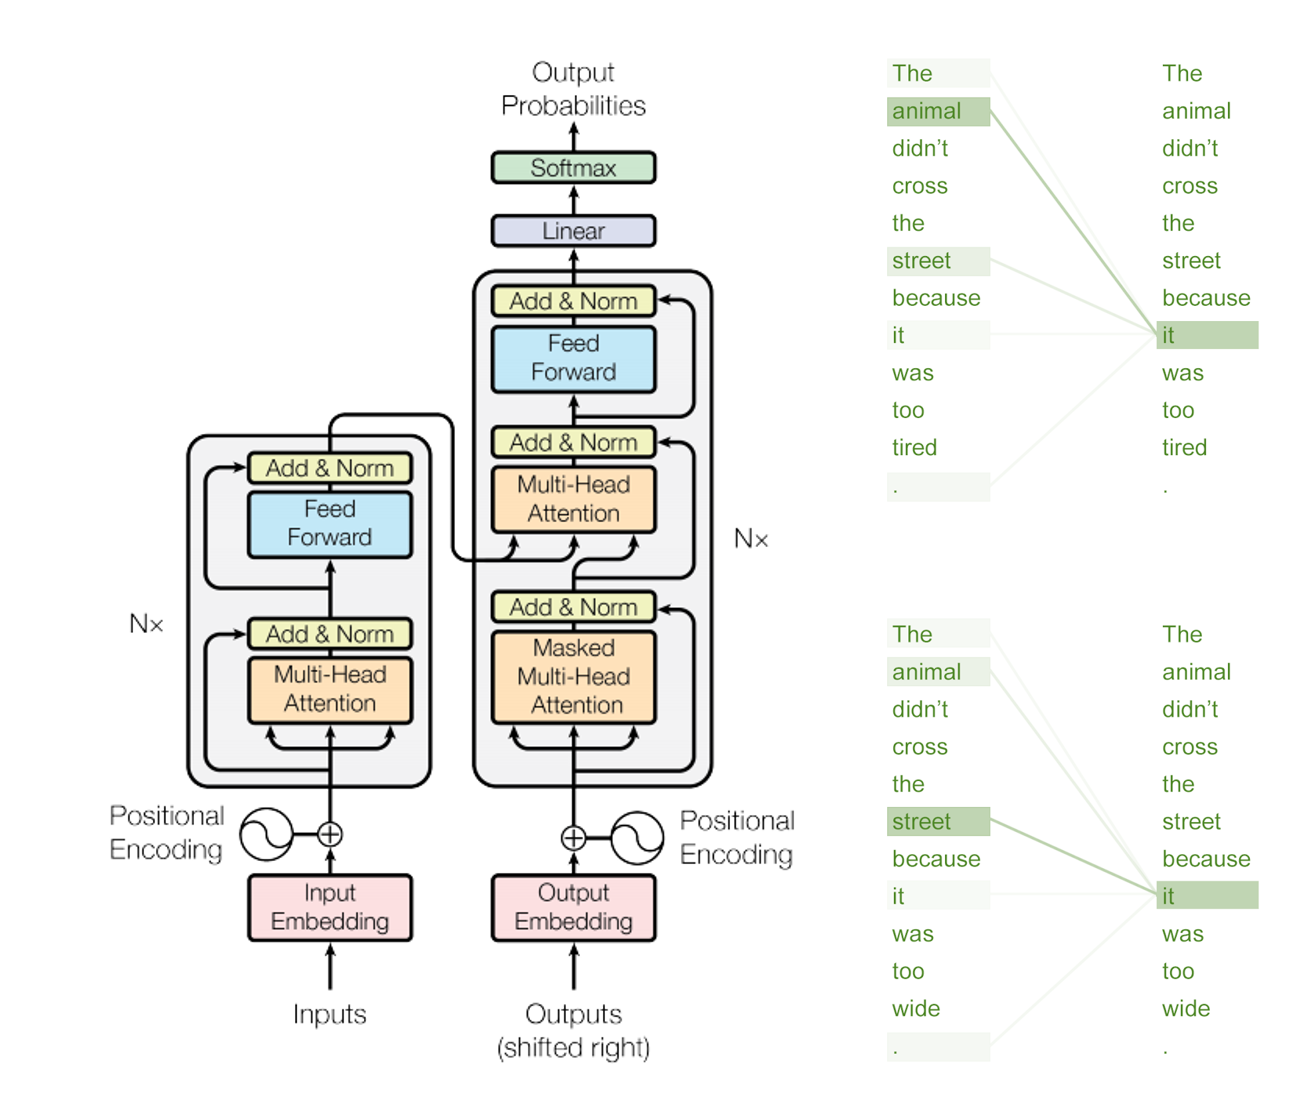 Output
Probabilities
Softmax
Linear
Add & Norm
Feed
Forward
Add & Norm
Multi-Head
Attention
Add & Norm
Masked
Multi-Head
Attention
N×
Add & Norm
Feed
Forward
Add & Norm
Multi-Head
Attention
N×
Positional
Encoding
Positional
Encoding
Input
Embedding
Output
Embedding
Inputs
Outputs
(shifted right)
The
animal
didn’t
cross
the
street
because
it
was
too
tired
.
The
animal
didn’t
cross
the
street
because
it
was
too
tired
.
The
animal
didn’t
cross
the
street
because
it
was
too
wide
.
The
animal
didn’t
cross
the
street
because
it
was
too
wide
.